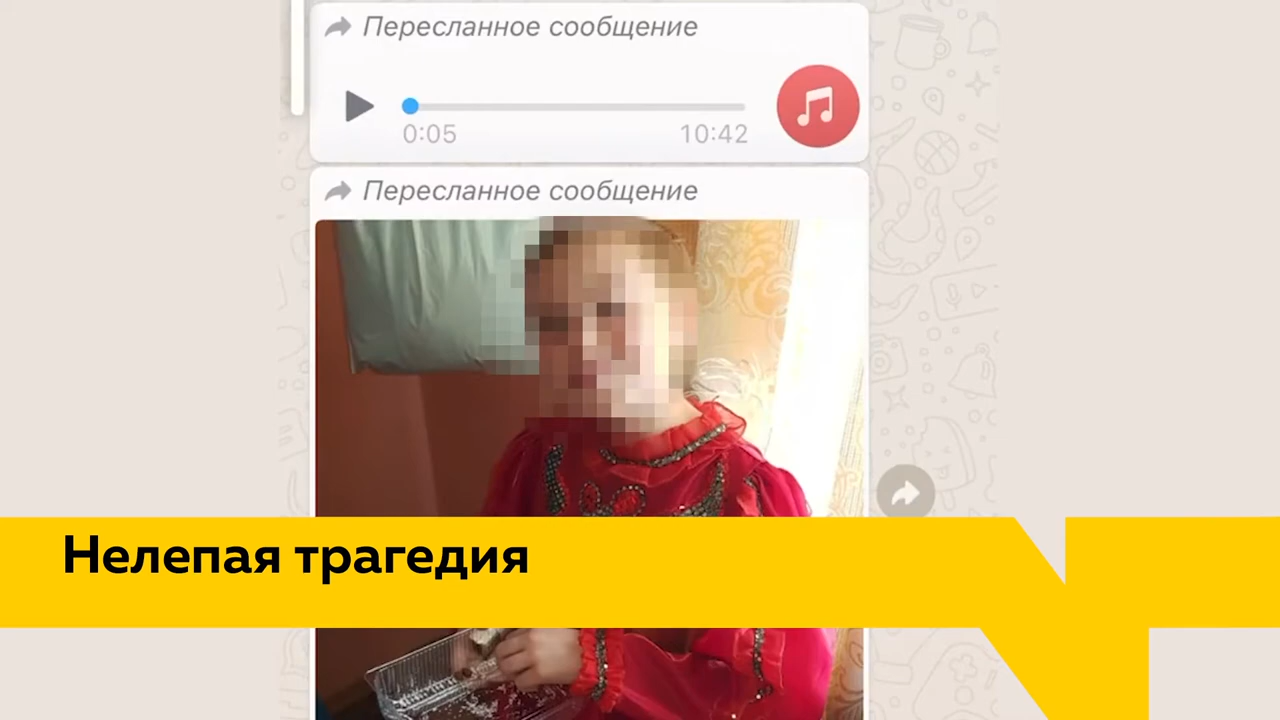 Пересланное сообщение
0:05
10:42
Пересланное сообщение
Нелепая трагедия